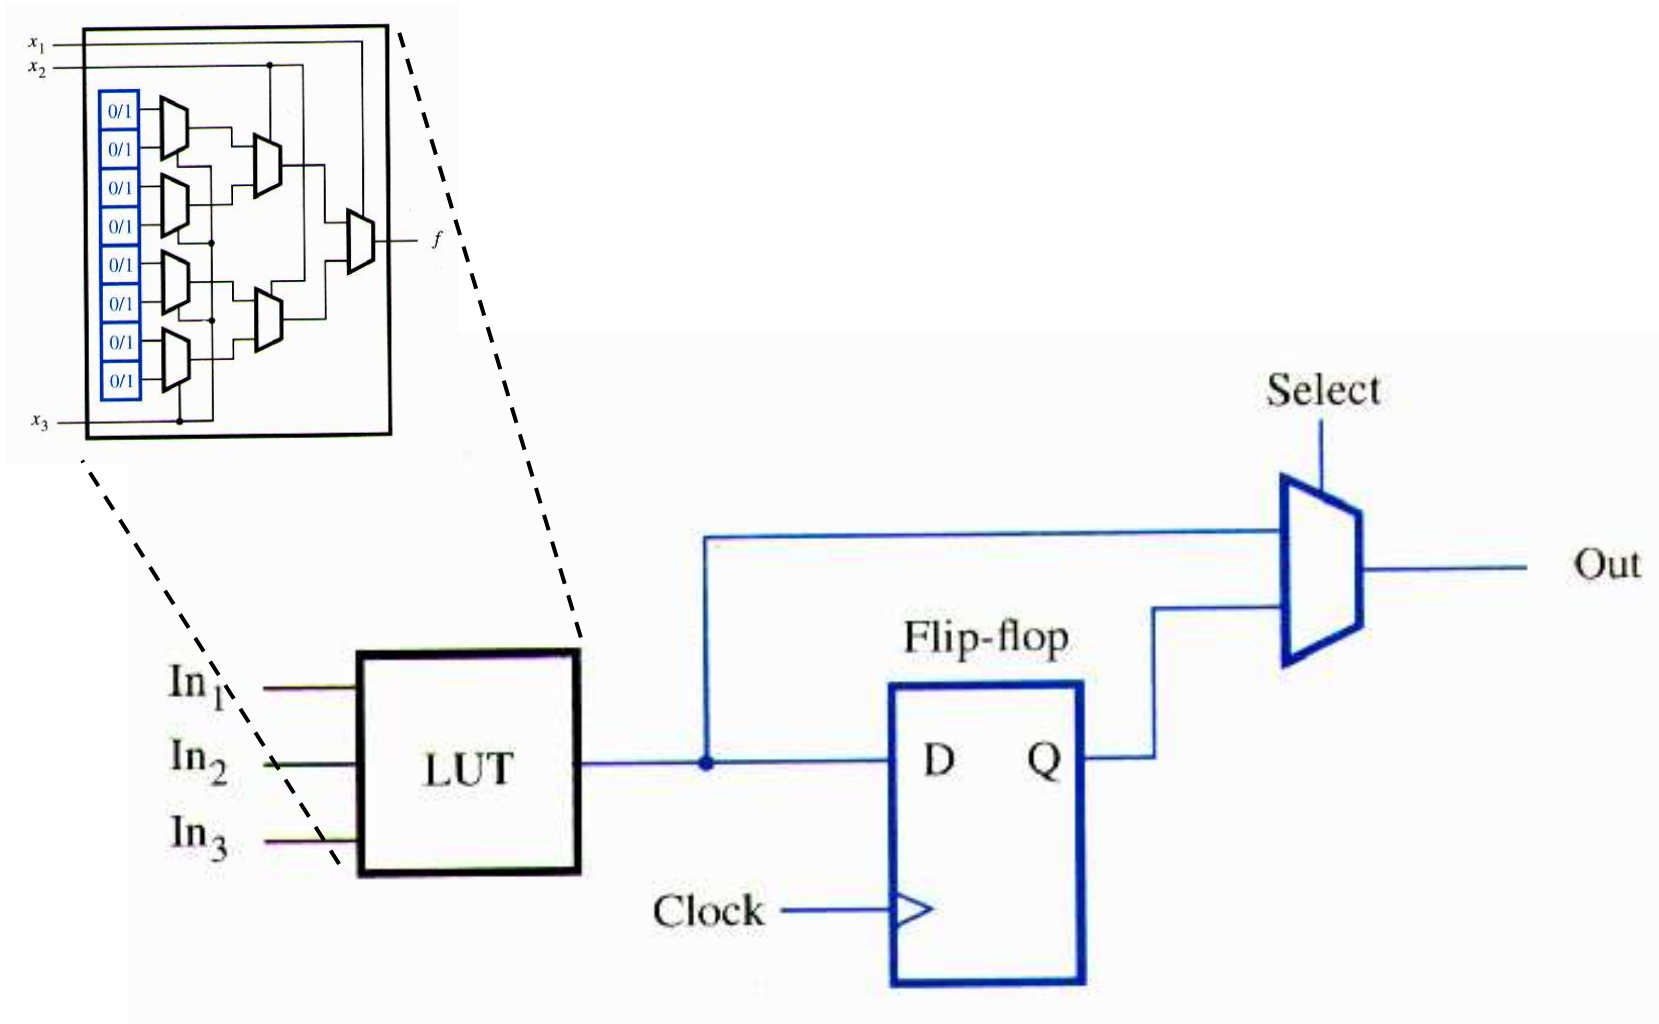 x1
x2
0/1
0/1
0/1
0/1
0/1
0/1
0/1
0/1
f
x3
Select
Out
Flip-flop
In1
In2
In3
LUT
D Q
Clock